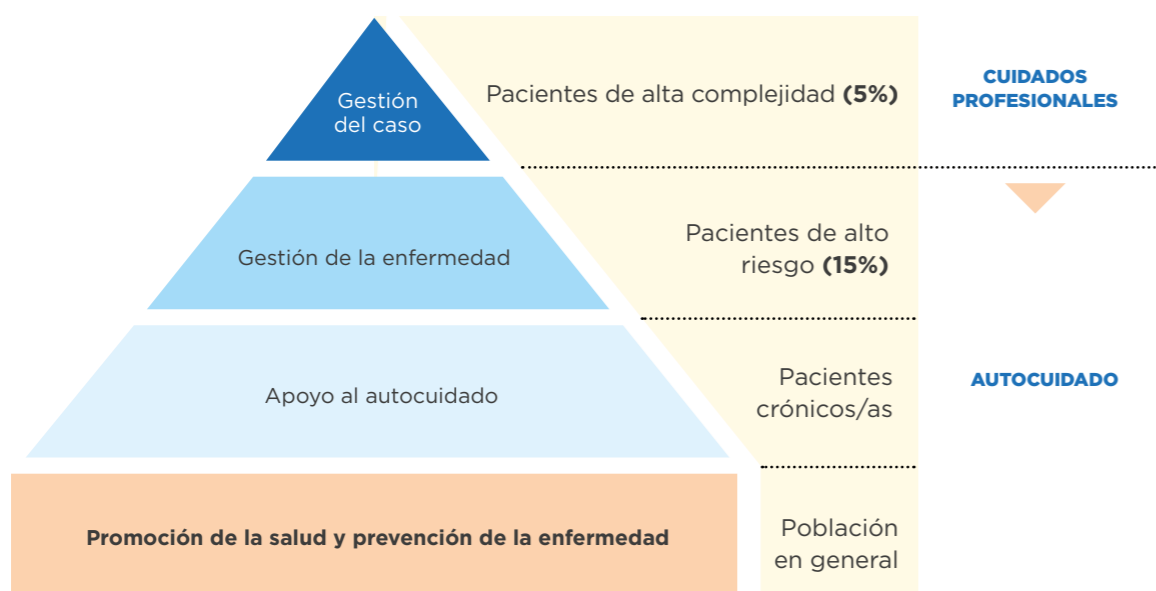 Gestión
del caso
Pacientes de alta complejidad (5%)
CUIDADOS
PROFESIONALES
Gestión de la enfermedad
Pacientes de alto
riesgo (15%)
Apoyo al autocuidado
Pacientes
crónicos/as
AUTOCUIDADO
Promoción de la salud y prevención de la enfermedad
Población
en general